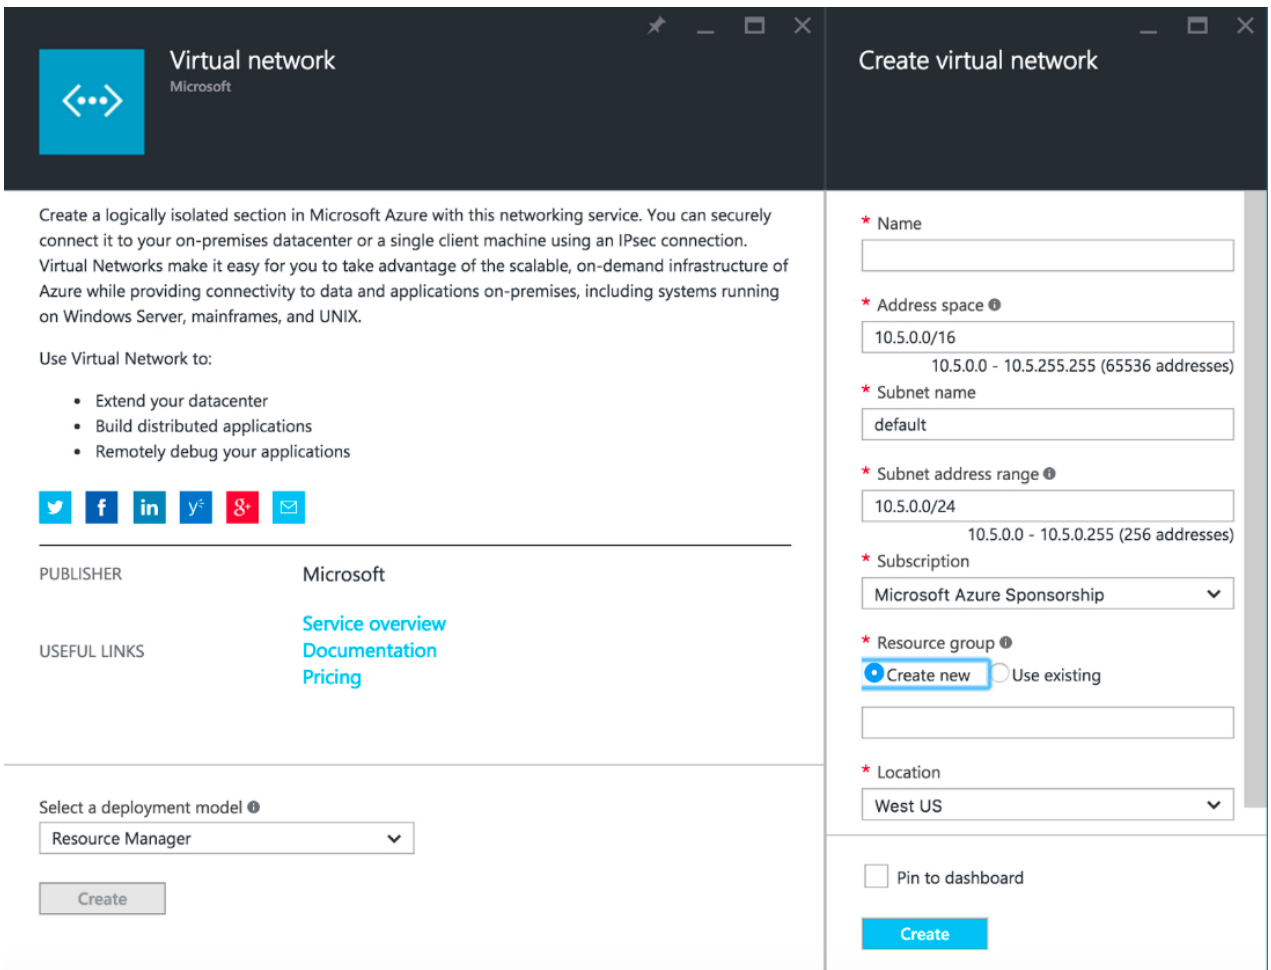 Virtual network
Microsoft
Create a logically isolated section in Microsoft Azure with this networking service. You can securely
connect it to your on-premises datacenter or a single client machine using an IPsec connection.
Virtual Networks make it easy for you to take advantage of the scalable, on-demand infrastructure of
Azure while providing connectivity to data and applications on-premises, including systems running
on Windows Server, mainframes, and UNIX.
Use Virtual Network to:
• Extend your datacenter
• Build distributed applications
• Remotely debug your applications
f in y 8+
PUBLISHER Microsoft
USEFUL LINKS
Service overview
Documentation
Pricing
Select a deployment model
Resource Manager
Create
Create virtual network
* Name
* Address space
10.5.0.0/16
10.5.0.0 - 10.5.255.255 (65536 addresses)
* Subnet name
default
* Subnet address range
10.5.0.0/24
10.5.0.0 - 10.5.0.255 (256 addresses)
* Subscription
Microsoft Azure Sponsorship
* Resource group
Create new Use existing
* Location
West US
Pin to dashboard
Create